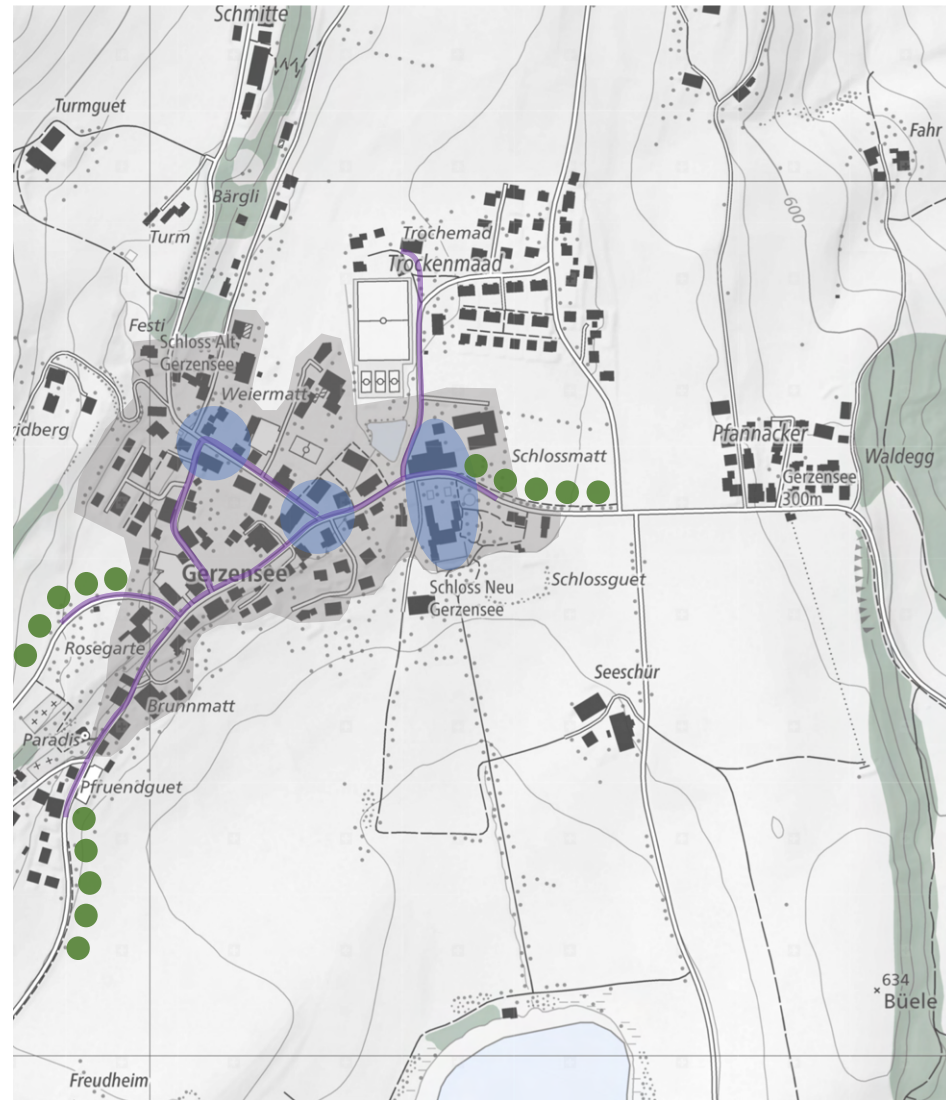 Schmitte
Turmguet
Fahr
Bärgli
600
Turm
Trochemad
Trockenmaad
Festi
Schloss Alt
Gerzensee
Weiermatt
ridberg
Pfannacker
Schlossmatt
Waldegg
Gerzensee
300m
Gerzensee
Schlossguet
Schloss Neu
Gerzensee
Rosegarte
Seeschür
Brunnmatt
Paradis
Pfruendguet
634
Büele
Freudheim